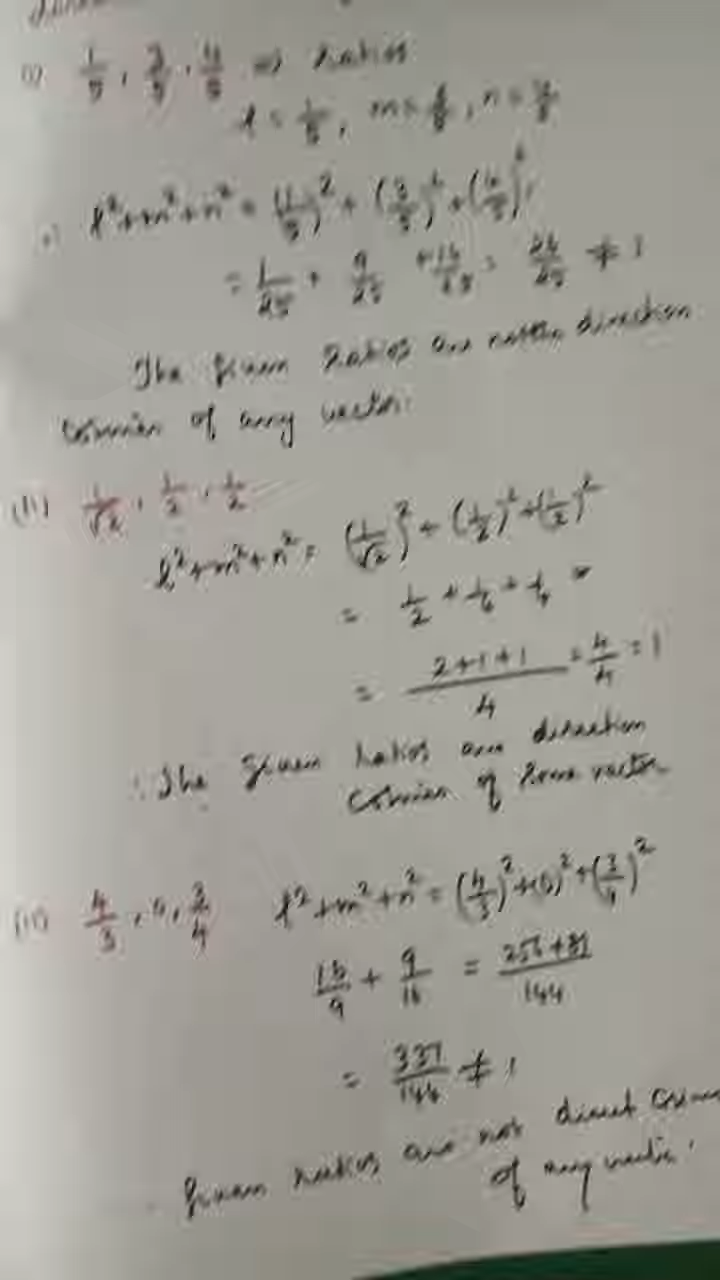 (i) 1/5, 3/5, 4/5 ⇒ Ratios
l = 1/5, m = 3/5, n = 4/5
∴ l²+m²+n² = (1/5)² + (3/5)² + (4/5)²
= 1/25 + 9/25 + 16/25 = 26/25 ≠ 1
The given Ratios are not direction
cosines of any vector.
(ii) 1/√2, 1/2, 1/2
l²+m²+n² = (1/√2)² + (1/2)² + (1/2)²
= 1/2 + 1/4 + 1/4
= 2+1+1/4 = 4/4 = 1
∴ The given ratios are direction
cosines of some vector
(iii) 4/3, 0, 3/4 l²+m²+n² = (4/3)² + (0)² + (3/4)²
16/9 + 9/16 = 256+81/144
= 337/144 ≠ 1
Given ratios are not direct
of any vector.